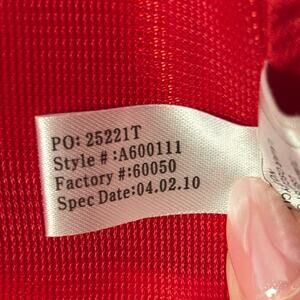 PO: 25221T
Style # :A600111
Factory #:60050
Spec Date:04.02.10